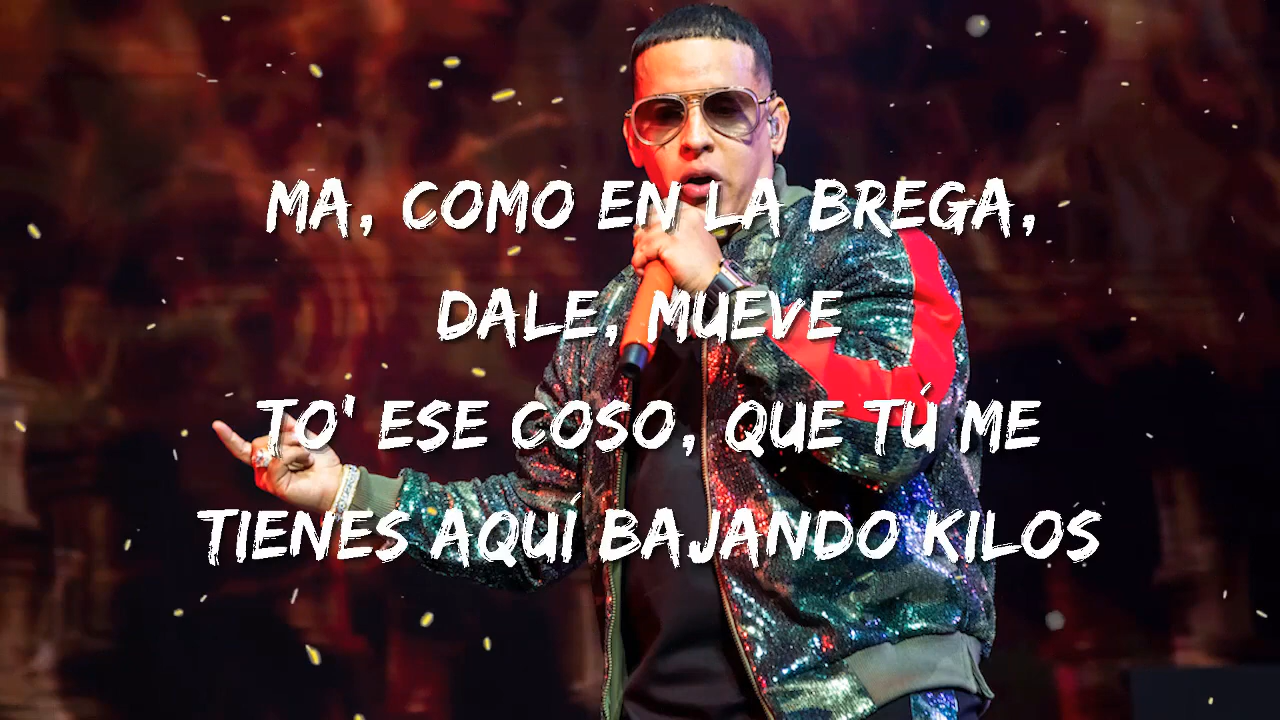 MA, COMO EN LA BREGA,
DALE, MUEVE
TO' ESE COSO, QUE TÚ ME
TIENES AQUÍ BAJANDO KILOS